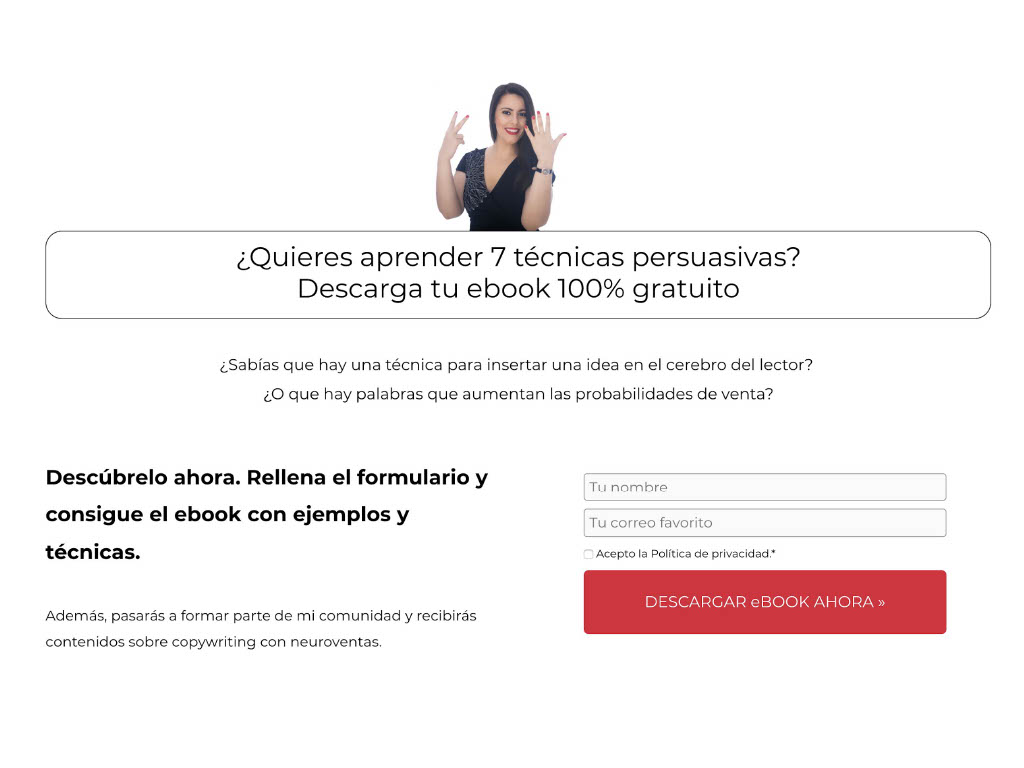 ¿Quieres aprender 7 técnicas persuasivas?
Descarga tu ebook 100% gratuito
¿Sabías que hay una técnica para insertar una idea en el cerebro del lector?
¿O que hay palabras que aumentan las probabilidades de venta?
Descúbrelo ahora. Rellena el formulario y
consigue el ebook con ejemplos y
técnicas.
Además, pasarás a formar parte de mi comunidad y recibirás
contenidos sobre copywriting con neuroventas.
Tu nombre
Tu correo favorito
Acepto la Política de privacidad.*
DESCARGAR eBOOK AHORA »